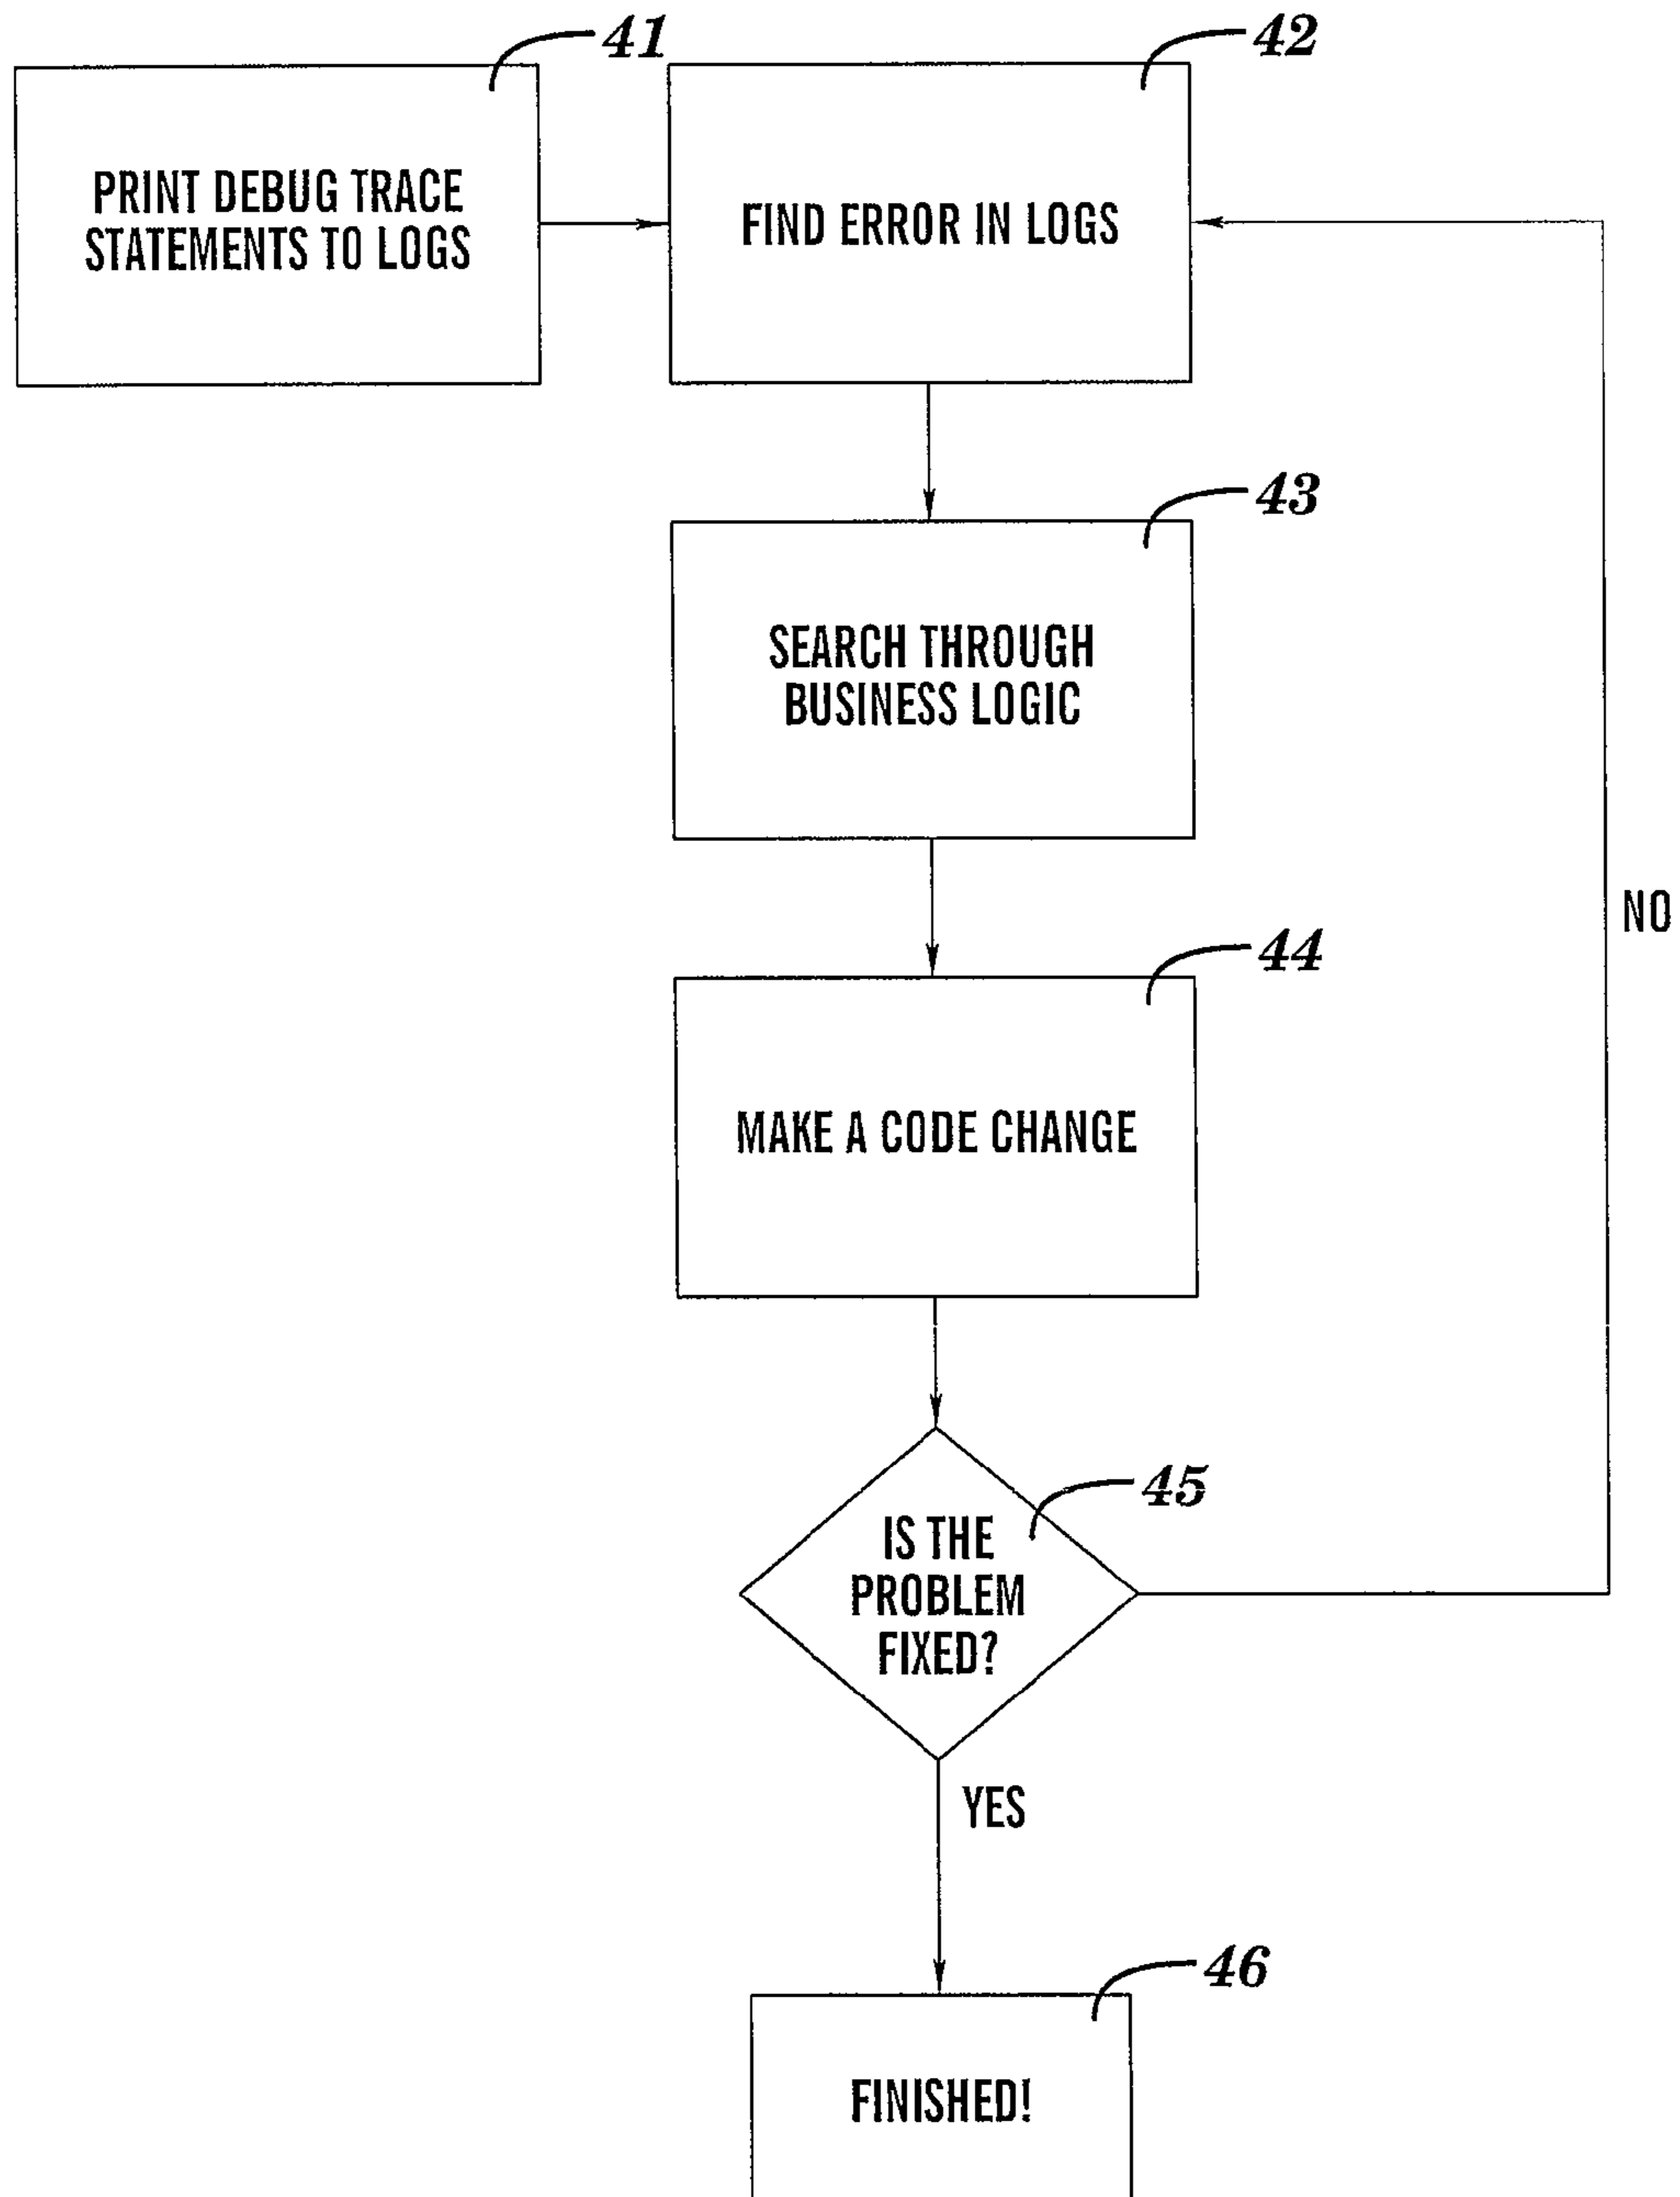 41
PRINT DEBUG TRACE
STATEMENTS TO LOGS
42
FIND ERROR IN LOGS
43
SEARCH THROUGH
BUSINESS LOGIC
NO
44
MAKE A CODE CHANGE
45
IS THE
PROBLEM
FIXED?
YES
46
FINISHED!